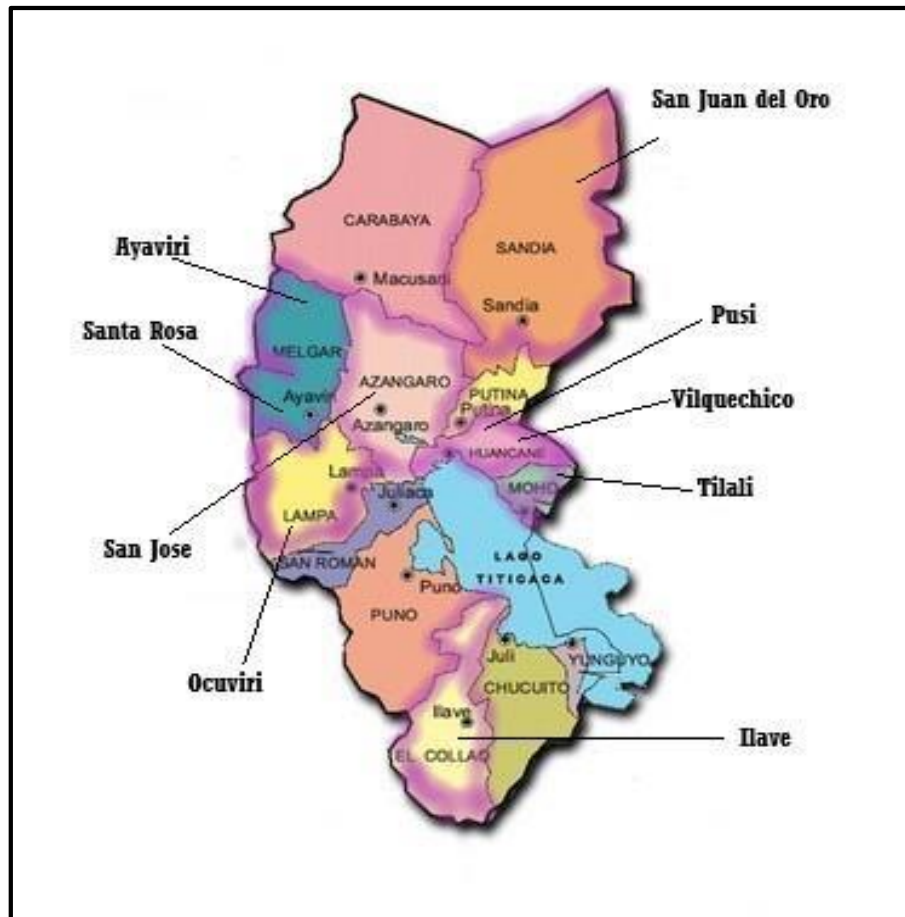 San Juan del Oro
CARABAYA
Ayaviri
SANDIA
Macusani
Sandia
Pusi
Santa Rosa
MELGAR
AZANGARO
PUTINA
Ayaviri
Putina
Vilquechico
Azangaro
HUANCANE
Lampa
MOHO
Tilali
Juliaca
LAMPA
San Jose
LAGO
TITICACA
SAN ROMAN
Puno
PUNO
Juli
YUNGUYO
Ocuviri
CHUCUITO
Ilave
Ilave
EL COLLAO